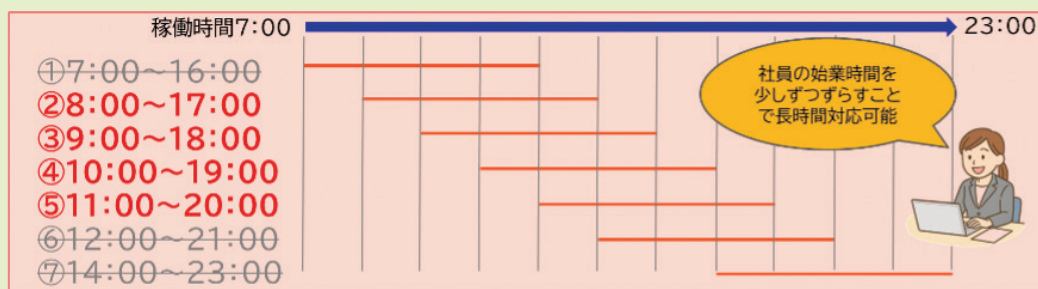 稼働時間7:00
23:00
①7:00～16:00
②8:00～17:00
③9:00～18:00
④10:00～19:00
⑤11:00～20:00
⑥12:00～21:00
⑦14:00～23:00
社員の始業時間を
少しずつずらすこと
で長時間対応可能